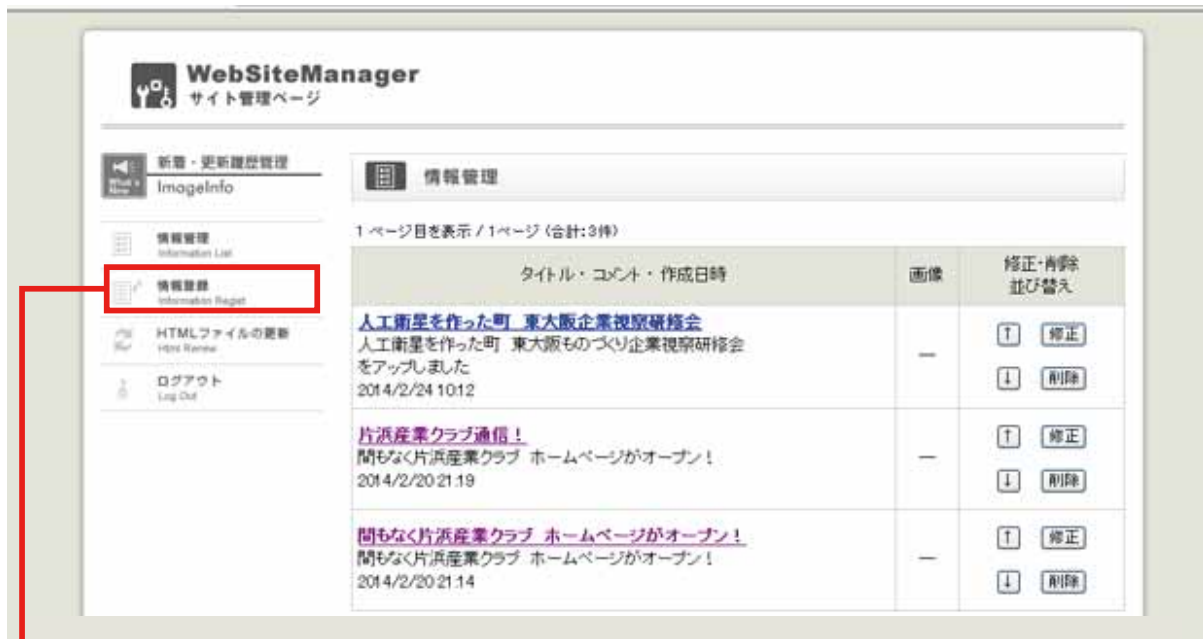 WebSiteManager
サイト管理ページ
What's New
新着・更新履歴管理
ImageInfo
情報管理
Information List
情報登録
Information Regist
HTMLファイルの更新
Html Renew
ログアウト
Log Out
情報管理
1 ページ目を表示 / 1ページ (合計:3件)
タイトル・コメント・作成日時
画像
修正・削除
並び替え
人工衛星を作った町 東大阪企業視察研修会
人工衛星を作った町 東大阪ものづくり企業視察研修会
をアップしました
2014/2/24 10:12
―
↑ 修正
↓ 削除
片浜産業クラブ通信！
間もなく片浜産業クラブ ホームページがオープン！
2014/2/20 21:19
―
↑ 修正
↓ 削除
間もなく片浜産業クラブ ホームページがオープン！
間もなく片浜産業クラブ ホームページがオープン！
2014/2/20 21:14
―
↑ 修正
↓ 削除